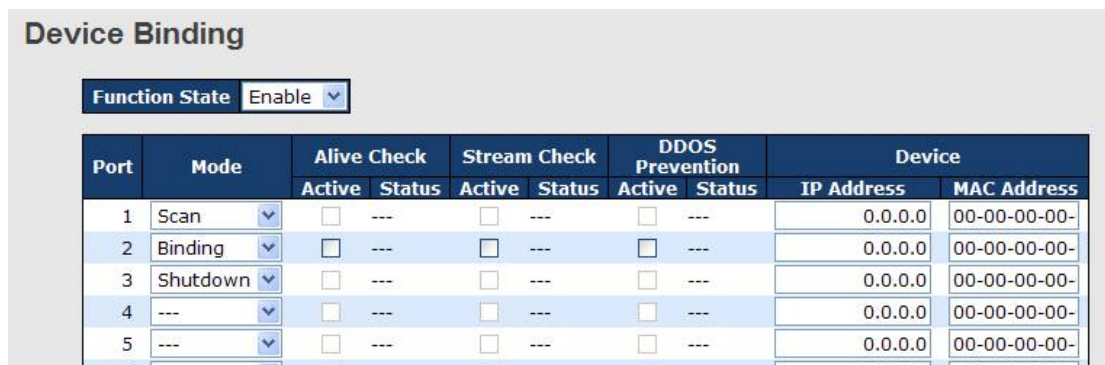 Device Binding
Function State Enable
Port Mode Alive Check Stream Check DDOS Prevention Device
Active Status Active Status Active Status IP Address MAC Address
1 Scan --- --- --- 0.0.0.0 00-00-00-00-
2 Binding --- --- --- 0.0.0.0 00-00-00-00-
3 Shutdown --- --- --- 0.0.0.0 00-00-00-00-
4 --- --- --- --- 0.0.0.0 00-00-00-00-
5 --- --- --- --- 0.0.0.0 00-00-00-00-